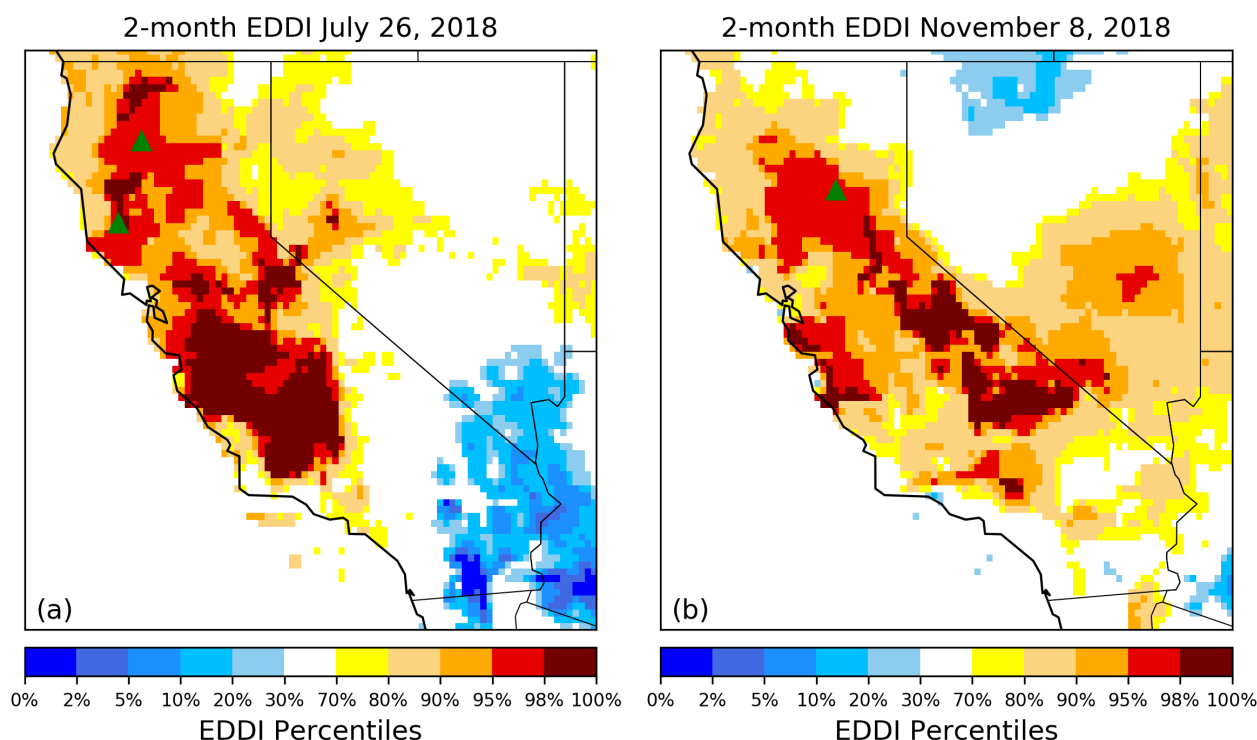 2-month EDDI July 26, 2018
2-month EDDI November 8, 2018
(a)
(b)
0% 2% 5% 10% 20% 30% 70% 80% 90% 95% 98% 100%
0% 2% 5% 10% 20% 30% 70% 80% 90% 95% 98% 100%
EDDI Percentiles
EDDI Percentiles